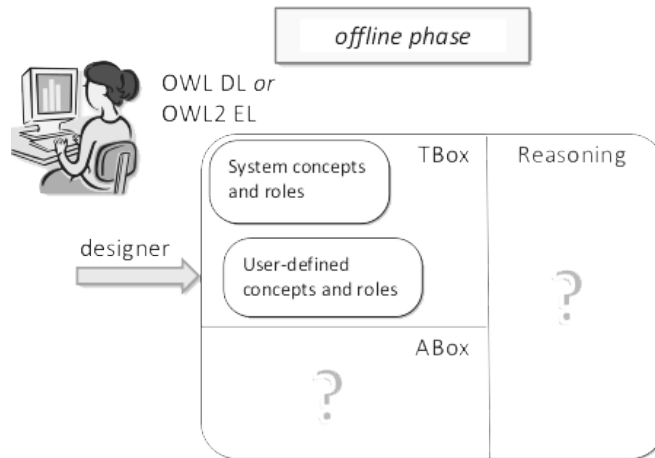 offline phase
OWL DL or
OWL2 EL
System concepts
and roles
TBox
Reasoning
designer
User-defined
concepts and roles
?
ABox
?